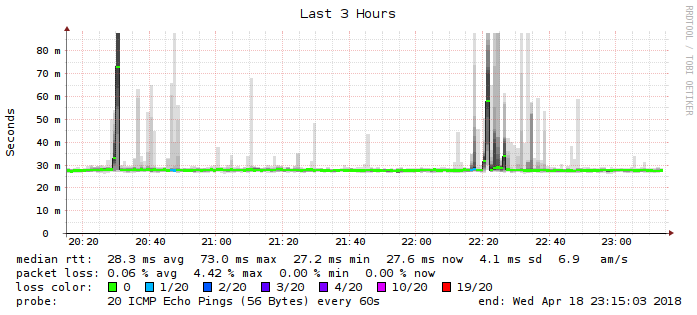 Last 3 Hours
RRDTOOL / TOBI OETIKER
Seconds
80 m
70 m
60 m
50 m
40 m
30 m
20 m
10 m
0
20:20 20:40 21:00 21:20 21:40 22:00 22:20 22:40 23:00
median rtt: 28.3 ms avg 73.0 ms max 27.2 ms min 27.6 ms now 4.1 ms sd 6.9 am/s
packet loss: 0.06 % avg 4.42 % max 0.00 % min 0.00 % now
loss color: 0 1/20 2/20 3/20 4/20 10/20 19/20
probe: 20 ICMP Echo Pings (56 Bytes) every 60s end: Wed Apr 18 23:15:03 2018